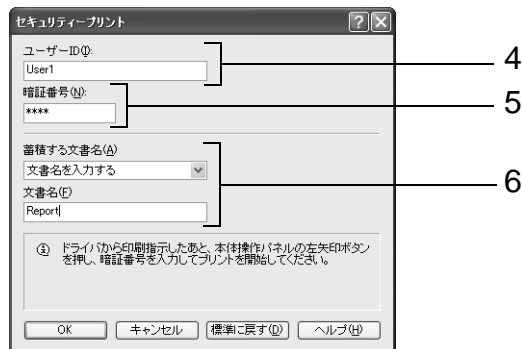 セキュリティープリント
ユーザーID(I):
User1
4
暗証番号(N):
5
****
蓄積する文書名(A)
文書名を入力する
6
文書名(F)
Report
ドライバから印刷指示したあと、本体操作パネルの左矢印ボタン
を押し、暗証番号を入力してプリントを開始してください。
OK キャンセル 標準に戻す(D) ヘルプ(H)